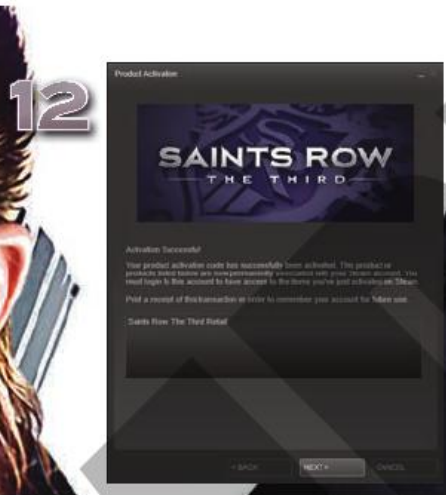 12
Product Activation
SAINTS ROW
THE THIRD
Activation Successful
Your product activation code has successfully been activated. This product or
products listed below are now permanently associated with your Steam account. You
must login to this account to have access to the items you've just activated on Steam.
Print a receipt of this transaction in order to remember your account for future use.
Saints Row: The Third Retail
< BACK
NEXT >
CANCEL